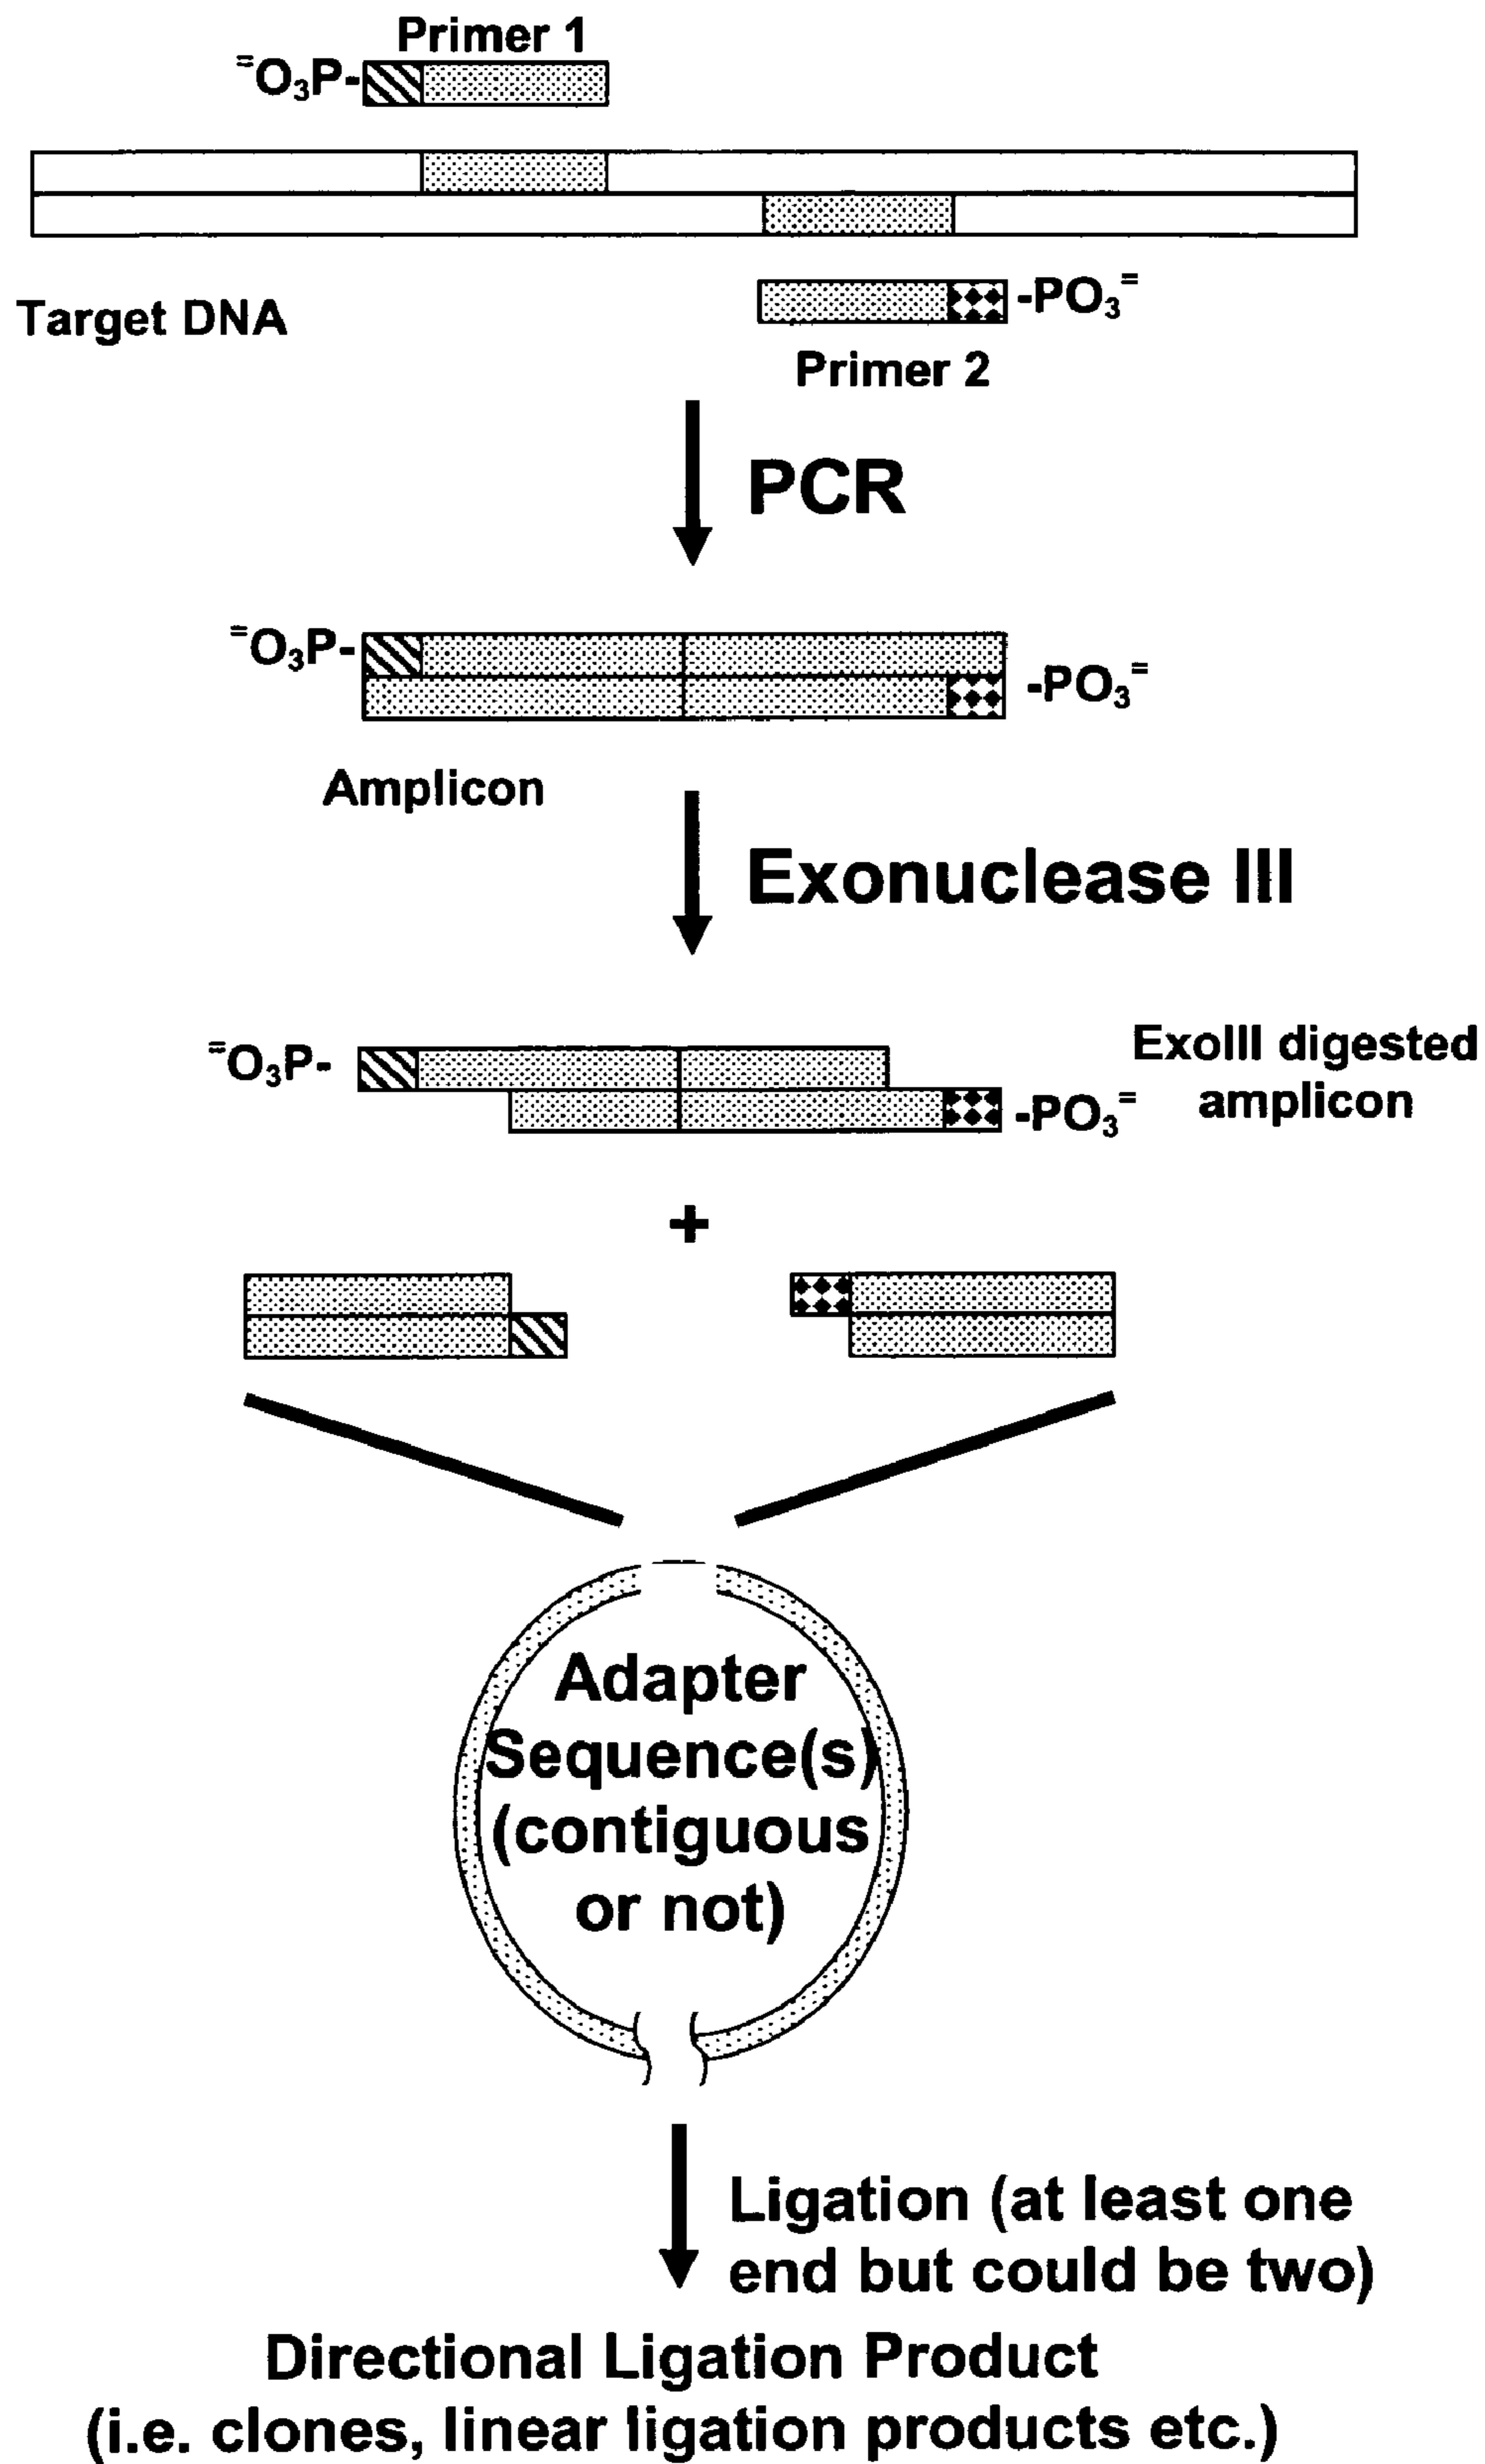 Primer 1
⁼O₃P-
-PO₃⁼
Target DNA
Primer 2
PCR
⁼O₃P-
-PO₃⁼
Amplicon
Exonuclease III
⁼O₃P-
ExoIII digested
amplicon
-PO₃⁼
+
Adapter
Sequence(s)
(contiguous
or not)
Ligation (at least one
end but could be two)
Directional Ligation Product
(i.e. clones, linear ligation products etc.)